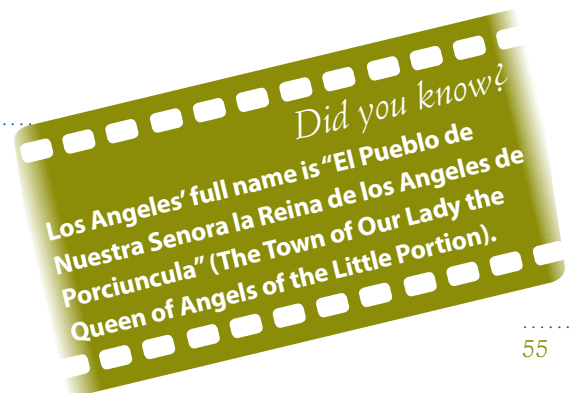 Did you know?
Los Angeles’ full name is “El Pueblo de
Nuestra Senora la Reina de los Angeles de
Porciuncula” (The Town of Our Lady the
Queen of Angels of the Little Portion).
55